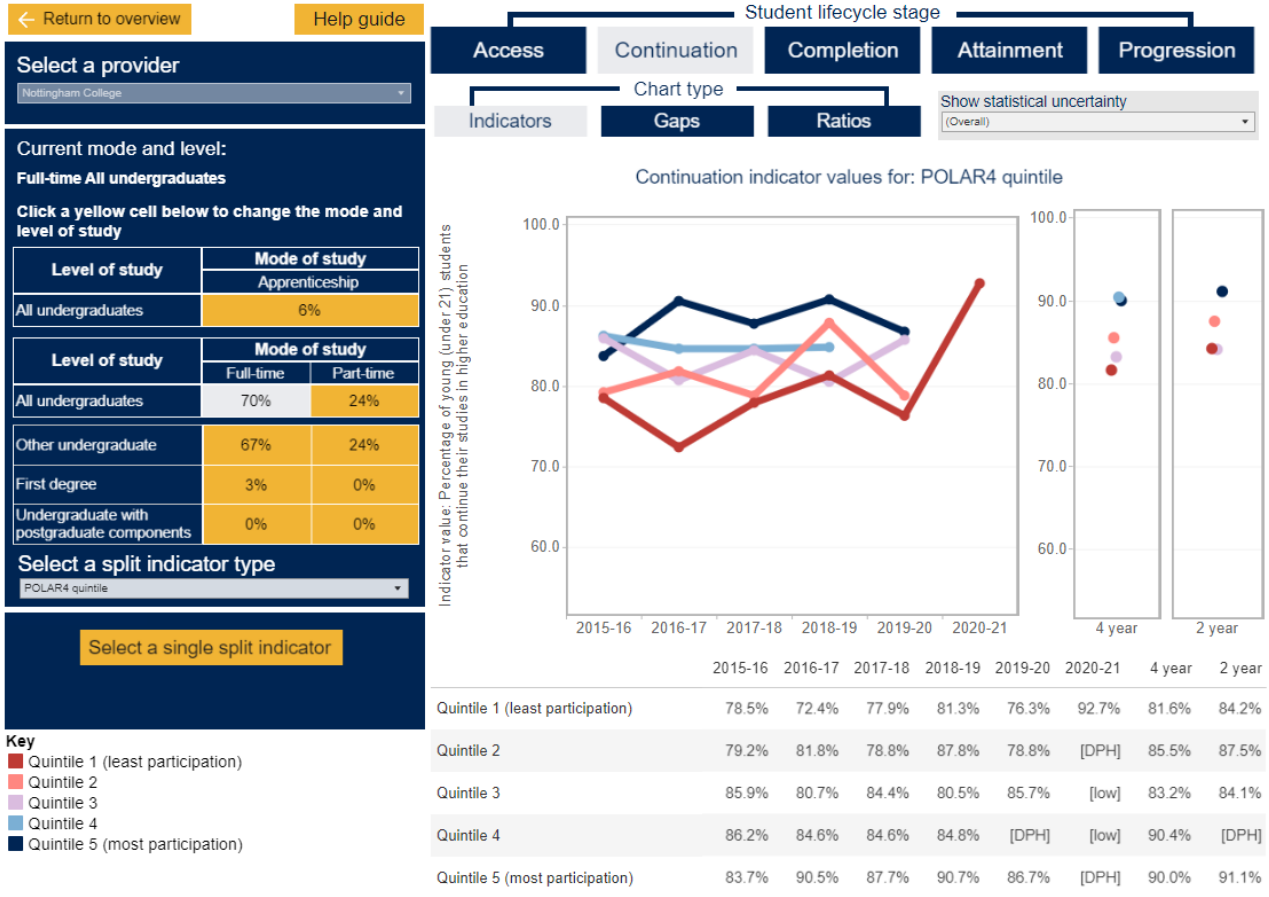 ← Return to overview
Help guide
Select a provider
Nottingham College
Current mode and level:
Full-time All undergraduates
Click a yellow cell below to change the mode and
level of study
Level of study
Mode of study
Apprenticeship
All undergraduates 6%
Level of study
Mode of study
Full-time Part-time
All undergraduates 70% 24%
Other undergraduate 67% 24%
First degree 3% 0%
Undergraduate with
postgraduate components 0% 0%
Select a split indicator type
POLAR4 quintile
Select a single split indicator
Key
Quintile 1 (least participation)
Quintile 2
Quintile 3
Quintile 4
Quintile 5 (most participation)
Student lifecycle stage
Access Continuation Completion Attainment Progression
Chart type
Indicators Gaps Ratios
Show statistical uncertainty
(Overall)
Continuation indicator values for: POLAR4 quintile
Indicator value: Percentage of young (under 21) students
that continue their studies in higher education
100.0
90.0
80.0
70.0
60.0
2015-16 2016-17 2017-18 2018-19 2019-20 2020-21
100.0
90.0
80.0
70.0
60.0
4 year 2 year
2015-16 2016-17 2017-18 2018-19 2019-20 2020-21 4 year 2 year
Quintile 1 (least participation) 78.5% 72.4% 77.9% 81.3% 76.3% 92.7% 81.6% 84.2%
Quintile 2 79.2% 81.8% 78.8% 87.8% 78.8% [DPH] 85.5% 87.5%
Quintile 3 85.9% 80.7% 84.4% 80.5% 85.7% [low] 83.2% 84.1%
Quintile 4 86.2% 84.6% 84.6% 84.8% [DPH] [low] 90.4% [DPH]
Quintile 5 (most participation) 83.7% 90.5% 87.7% 90.7% 86.7% [DPH] 90.0% 91.1%